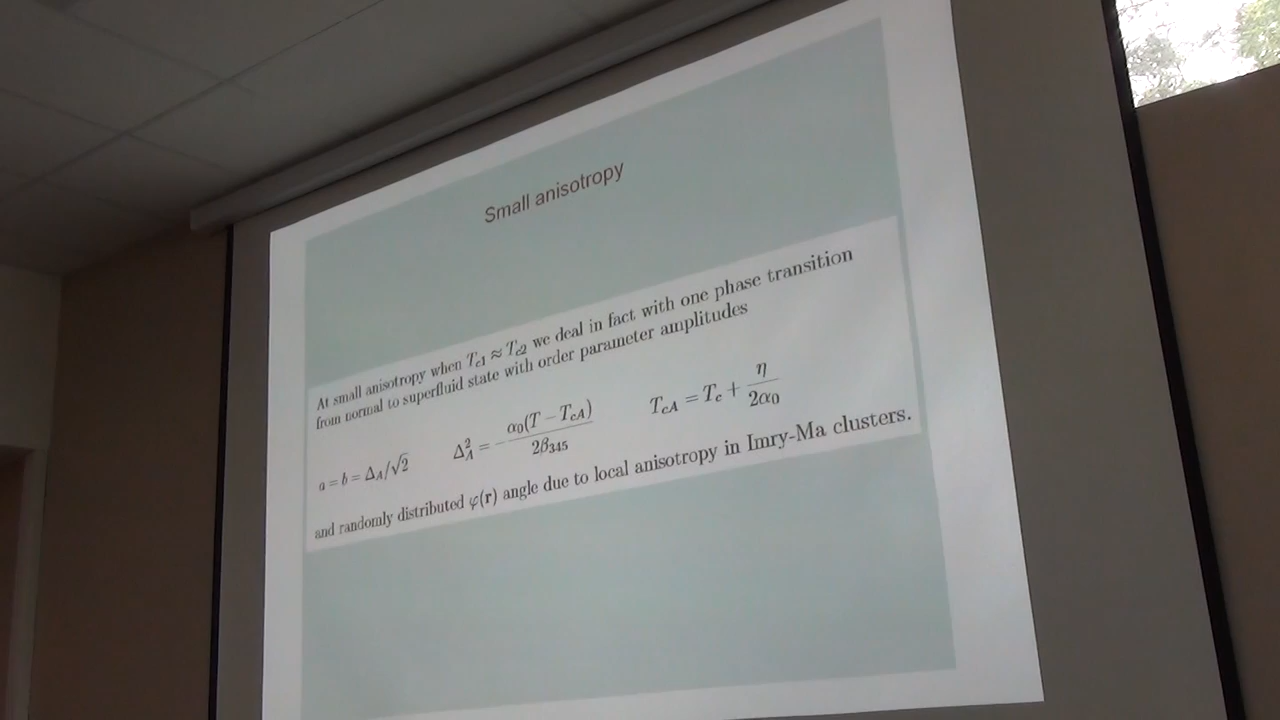 Small anisotropy
At small anisotropy when T_{c1} ≈ T_{c2} we deal in fact with one phase transition
from normal to superfluid state with order parameter amplitudes
a = b = Δ_A/√2    Δ_A^2 = −α_0(T − T_{cA})/2β_{345}    T_{cA} = T_c + η/2α_0
and randomly distributed φ(r) angle due to local anisotropy in Imry-Ma clusters.